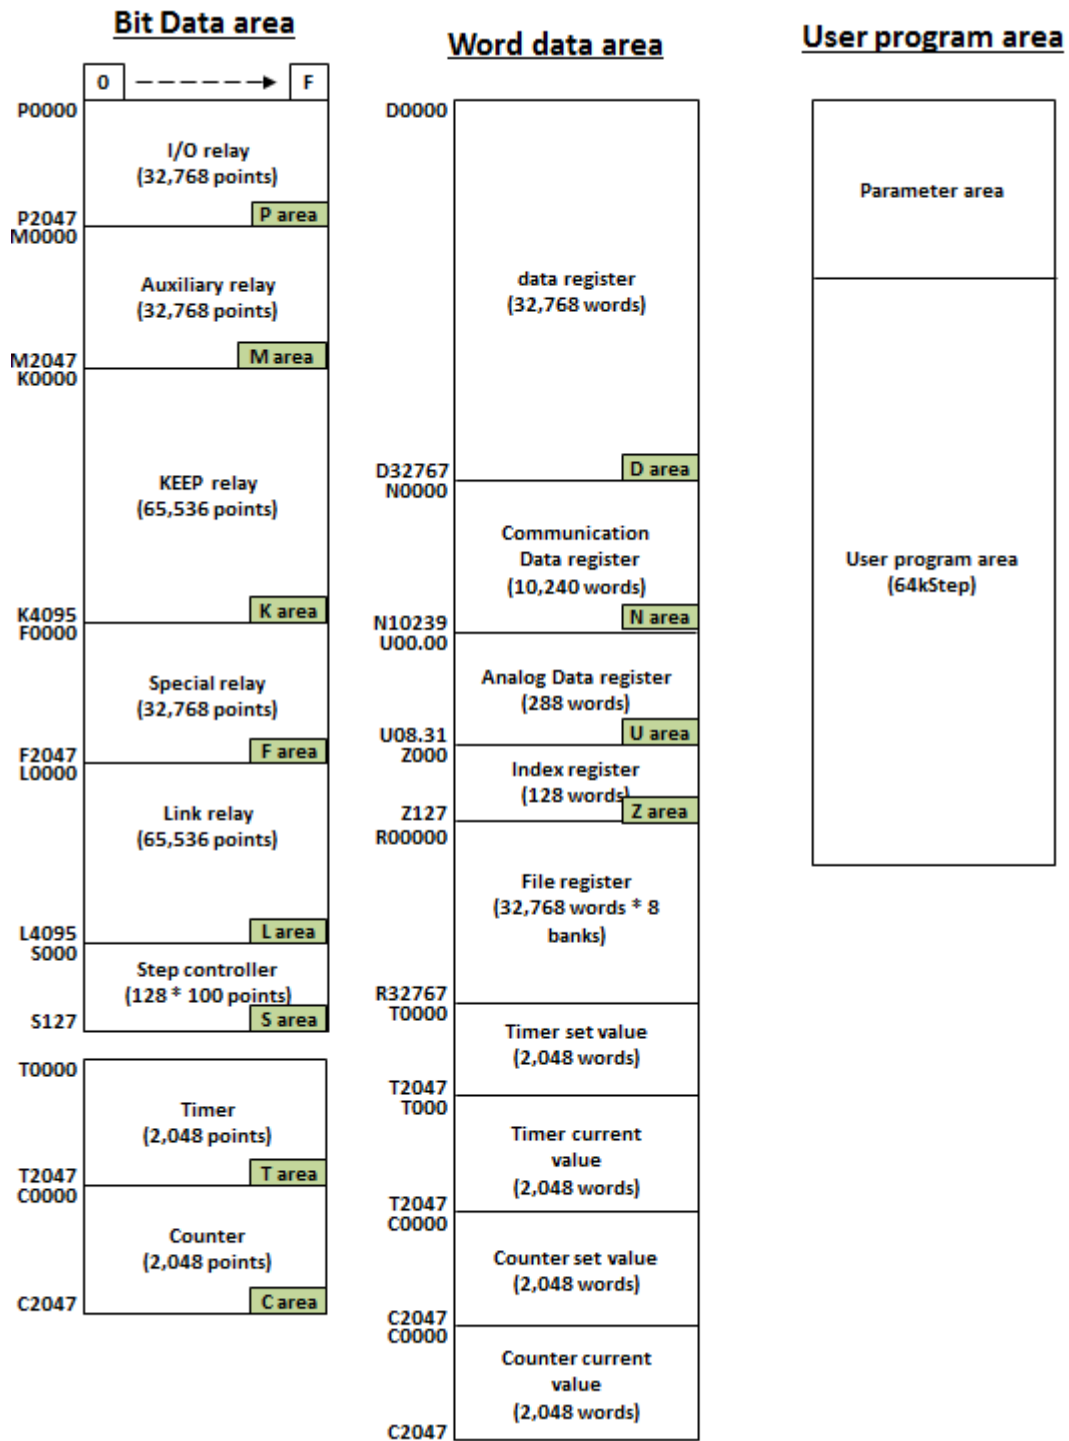 Bit Data area
0
F
P0000
I/O relay
(32,768 points)
P area
P2047
M0000
Auxiliary relay
(32,768 points)
M area
M2047
K0000
KEEP relay
(65,536 points)
K area
K4095
F0000
Special relay
(32,768 points)
F area
F2047
L0000
Link relay
(65,536 points)
L area
L4095
S000
Step controller
(128 * 100 points)
S area
S127
T0000
Timer
(2,048 points)
T area
T2047
C0000
Counter
(2,048 points)
C area
C2047
Word data area
D0000
data register
(32,768 words)
D area
D32767
N0000
Communication
Data register
(10,240 words)
N area
N10239
U00.00
Analog Data register
(288 words)
U area
U08.31
Z000
Index register
(128 words)
Z area
Z127
R00000
File register
(32,768 words * 8
banks)
R32767
T0000
Timer set value
(2,048 words)
T2047
T000
Timer current
value
(2,048 words)
T2047
C0000
Counter set value
(2,048 words)
C2047
C0000
Counter current
value
(2,048 words)
C2047
User program area
Parameter area
User program area
(64kStep)